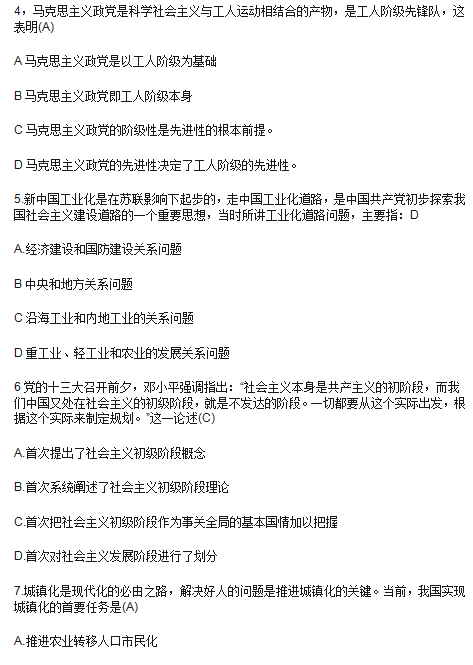 4，马克思主义政党是科学社会主义与工人运动相结合的产物，是工人阶级先锋队，这
表明(A)
A 马克思主义政党是以工人阶级为基础
B 马克思主义政党即工人阶级本身
C 马克思主义政党的阶级性是先进性的根本前提。
D 马克思主义政党的先进性决定了工人阶级的先进性。
5.新中国工业化是在苏联影响下起步的，走中国工业化道路，是中国共产党初步探索我
国社会主义建设道路的一个重要思想，当时所讲工业化道路问题，主要指：D
A.经济建设和国防建设关系问题
B 中央和地方关系问题
C 沿海工业和内地工业的关系问题
D 重工业、轻工业和农业的发展关系问题
6 党的十三大召开前夕，邓小平强调指出：“社会主义本身是共产主义的初阶段，而我
们中国又处在社会主义的初级阶段，就是不发达的阶段。一切都要从这个实际出发，根
据这个实际来制定规划。”这一论述(C)
A.首次提出了社会主义初级阶段概念
B.首次系统阐述了社会主义初级阶段理论
C.首次把社会主义初级阶段作为事关全局的基本国情加以把握
D.首次对社会主义发展阶段进行了划分
7.城镇化是现代化的必由之路，解决好人的问题是推进城镇化的关键。当前，我国实现
城镇化的首要任务是(A)
A.推进农业转移人口市民化